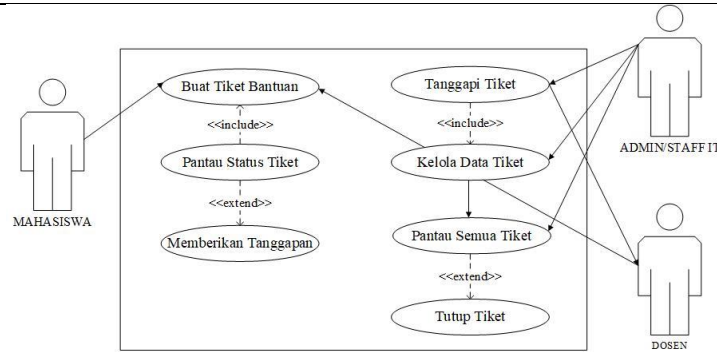 Buat Tiket Bantuan
Tanggapi Tiket
<<include>>
<<include>>
ADMIN/STAFF IT
Pantau Status Tiket
Kelola Data Tiket
<<extend>>
MAHASISWA
Memberikan Tanggapan
Pantau Semua Tiket
<<extend>>
Tutup Tiket
DOSEN